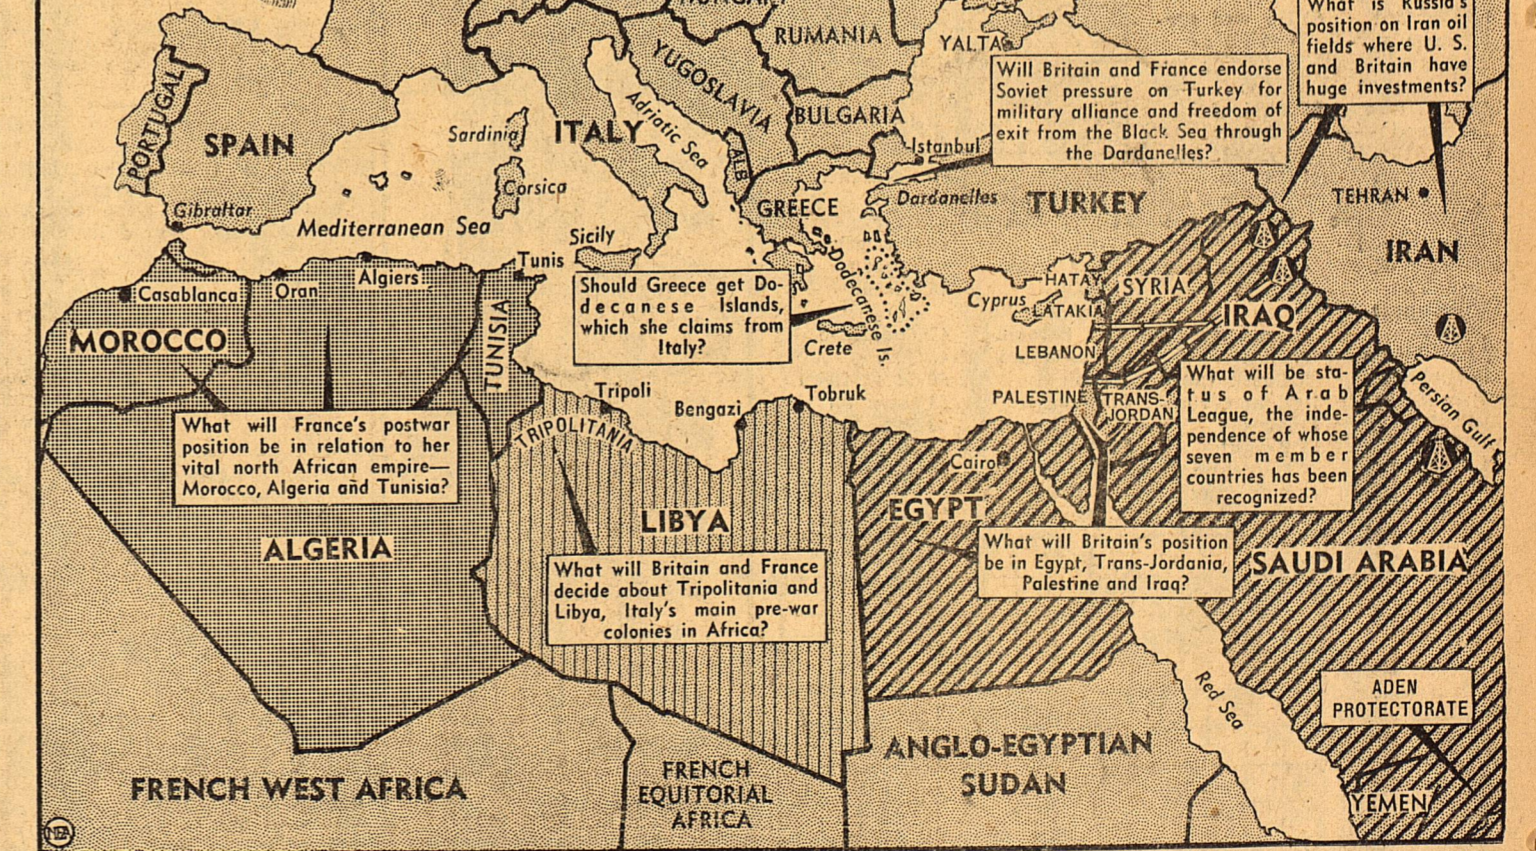 HUNGARY
What is Russia's
position on Iran oil
fields where U. S.
and Britain have
huge investments?
RUMANIA
YALTA
Will Britain and France endorse
Soviet pressure on Turkey for
military alliance and freedom of
exit from the Black Sea through
the Dardanelles?
YUGOSLAVIA
BULGARIA
PORTUGAL
SPAIN
Sardinia
ITALY
Adriatic Sea
ALB
Istanbul
Corsica
Dardanelles
TURKEY
TEHRAN
IRAN
Gibraltar
Mediterranean Sea
GREECE
Sicily
Tunis
Dodecanese Is.
Casablanca
Oran
Algiers
Should Greece get Do-
decanese Islands,
which she claims from
Italy?
Crete
Cyprus
HATAY
LATAKIA
SYRIA
IRAQ
LEBANON
MOROCCO
TUNISIA
PALESTINE
TRANS-
JORDAN
What will be sta-
tus of Arab
League, the inde-
pendence of whose
seven member
countries has been
recognized?
Persian Gulf
Tripoli
Bengazi
Tobruk
TRIPOLITANIA
What will France's postwar
position be in relation to her
vital north African empire—
Morocco, Algeria and Tunisia?
Cairo
EGYPT
LIBYA
ALGERIA
What will Britain and France
decide about Tripolitania and
Libya, Italy's main pre-war
colonies in Africa?
What will Britain's position
be in Egypt, Trans-Jordania,
Palestine and Iraq?
SAUDI ARABIA
Red Sea
ADEN
PROTECTORATE
FRENCH WEST AFRICA
FRENCH
EQUITORIAL
AFRICA
ANGLO-EGYPTIAN
SUDAN
YEMEN
NEA